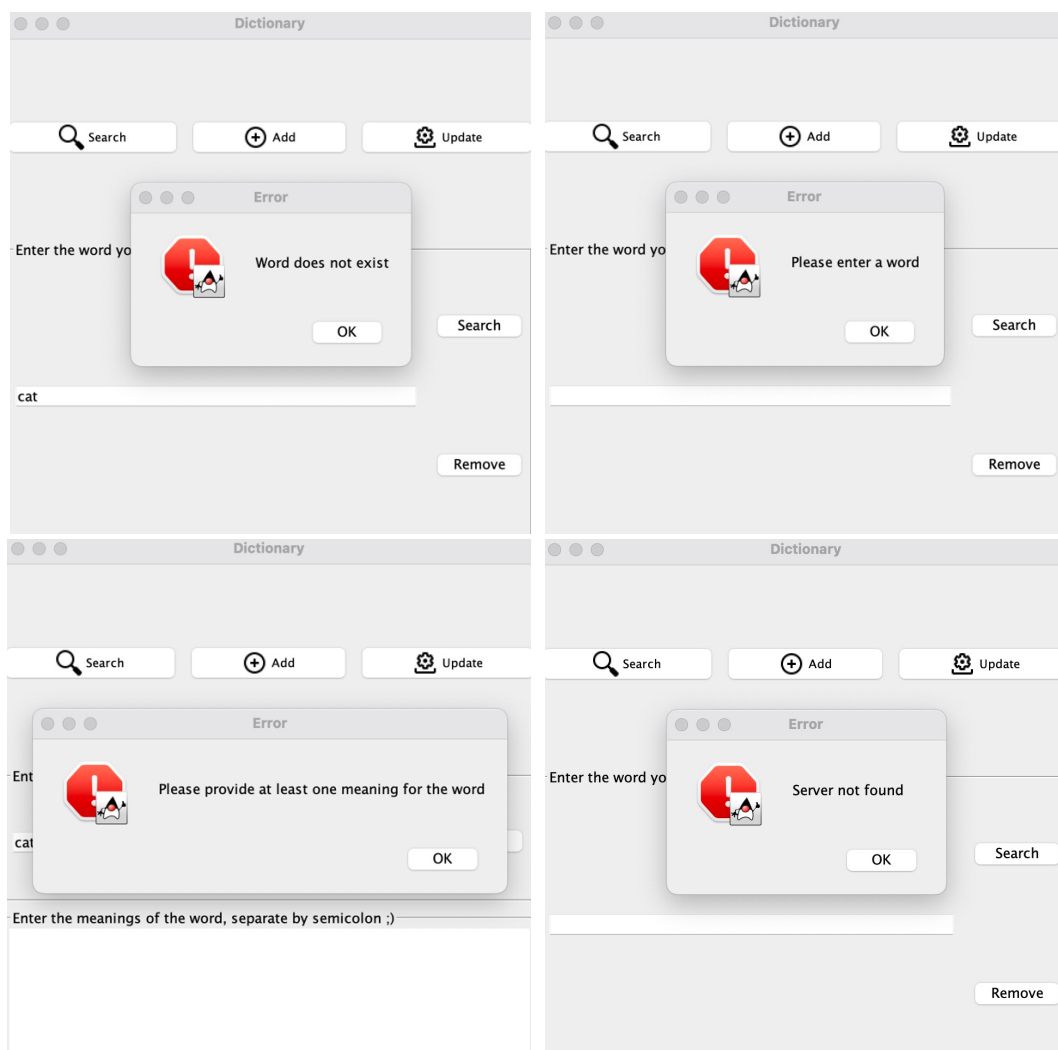 Dictionary
Search
Add
Update
Error
Enter the word yo
Word does not exist
OK
Search
cat
Remove
Dictionary
Search
Add
Update
Error
Enter the word yo
Please enter a word
OK
Search
Remove
Dictionary
Search
Add
Update
Error
Ent
Please provide at least one meaning for the word
cat
OK
Enter the meanings of the word, separate by semicolon ;)
Dictionary
Search
Add
Update
Error
Enter the word yo
Server not found
OK
Search
Remove